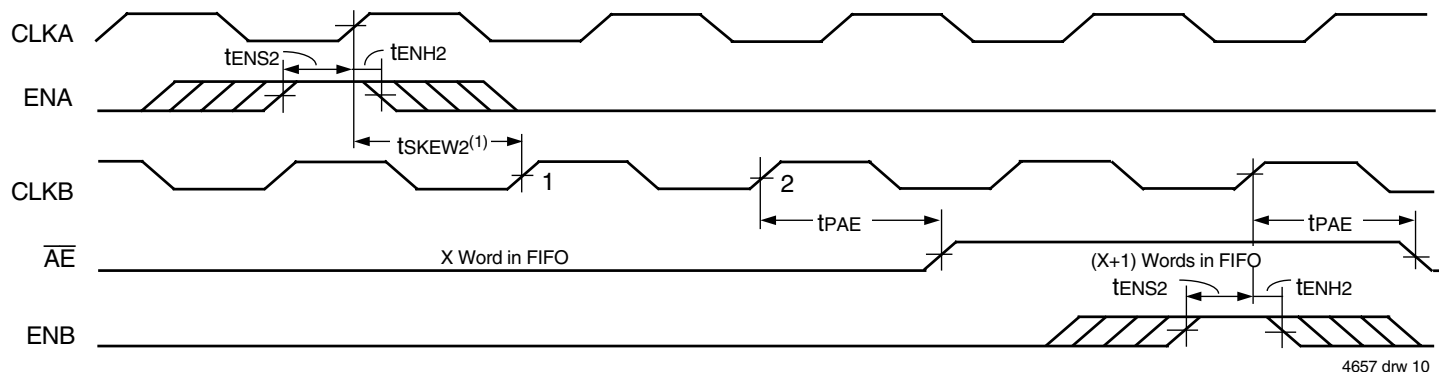 CLKA
tENS2 tENH2
ENA
tSKEW2(1)
CLKB 1 2
tPAE tPAE
AE X Word in FIFO (X+1) Words in FIFO
tENS2 tENH2
ENB
4657 drw 10